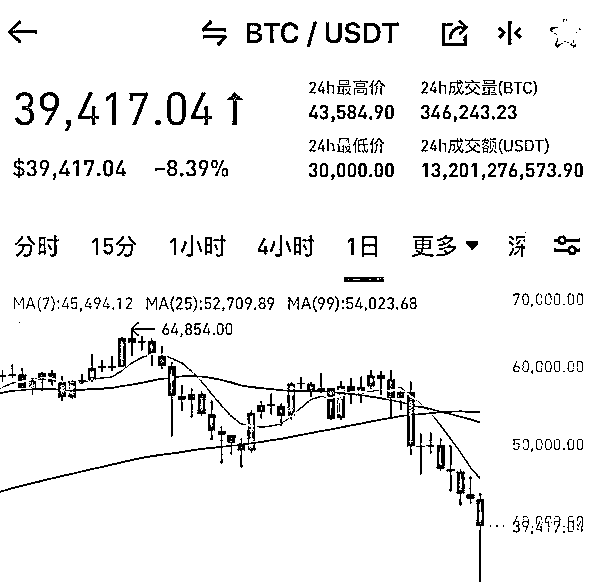 BTC / USDT
39,417.04
$39,417.04 -8.39%
24h最高价 24h成交量(BTC)
43,584.90 346,243.23
24h最低价 24h成交额(USDT)
30,000.00 13,201,276,573.90
分时 15分 1小时 4小时 1日 更多
MA(7):45,494.12 MA(25):52,709.89 MA(99):54,023.68
70,000.00
64,854.00
60,000.00
50,000.00
39,417.04